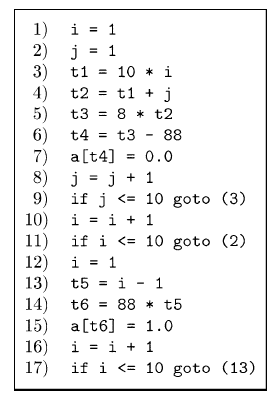 1) i = 1
2) j = 1
3) t1 = 10 * i
4) t2 = t1 + j
5) t3 = 8 * t2
6) t4 = t3 - 88
7) a[t4] = 0.0
8) j = j + 1
9) if j <= 10 goto (3)
10) i = i + 1
11) if i <= 10 goto (2)
12) i = 1
13) t5 = i - 1
14) t6 = 88 * t5
15) a[t6] = 1.0
16) i = i + 1
17) if i <= 10 goto (13)